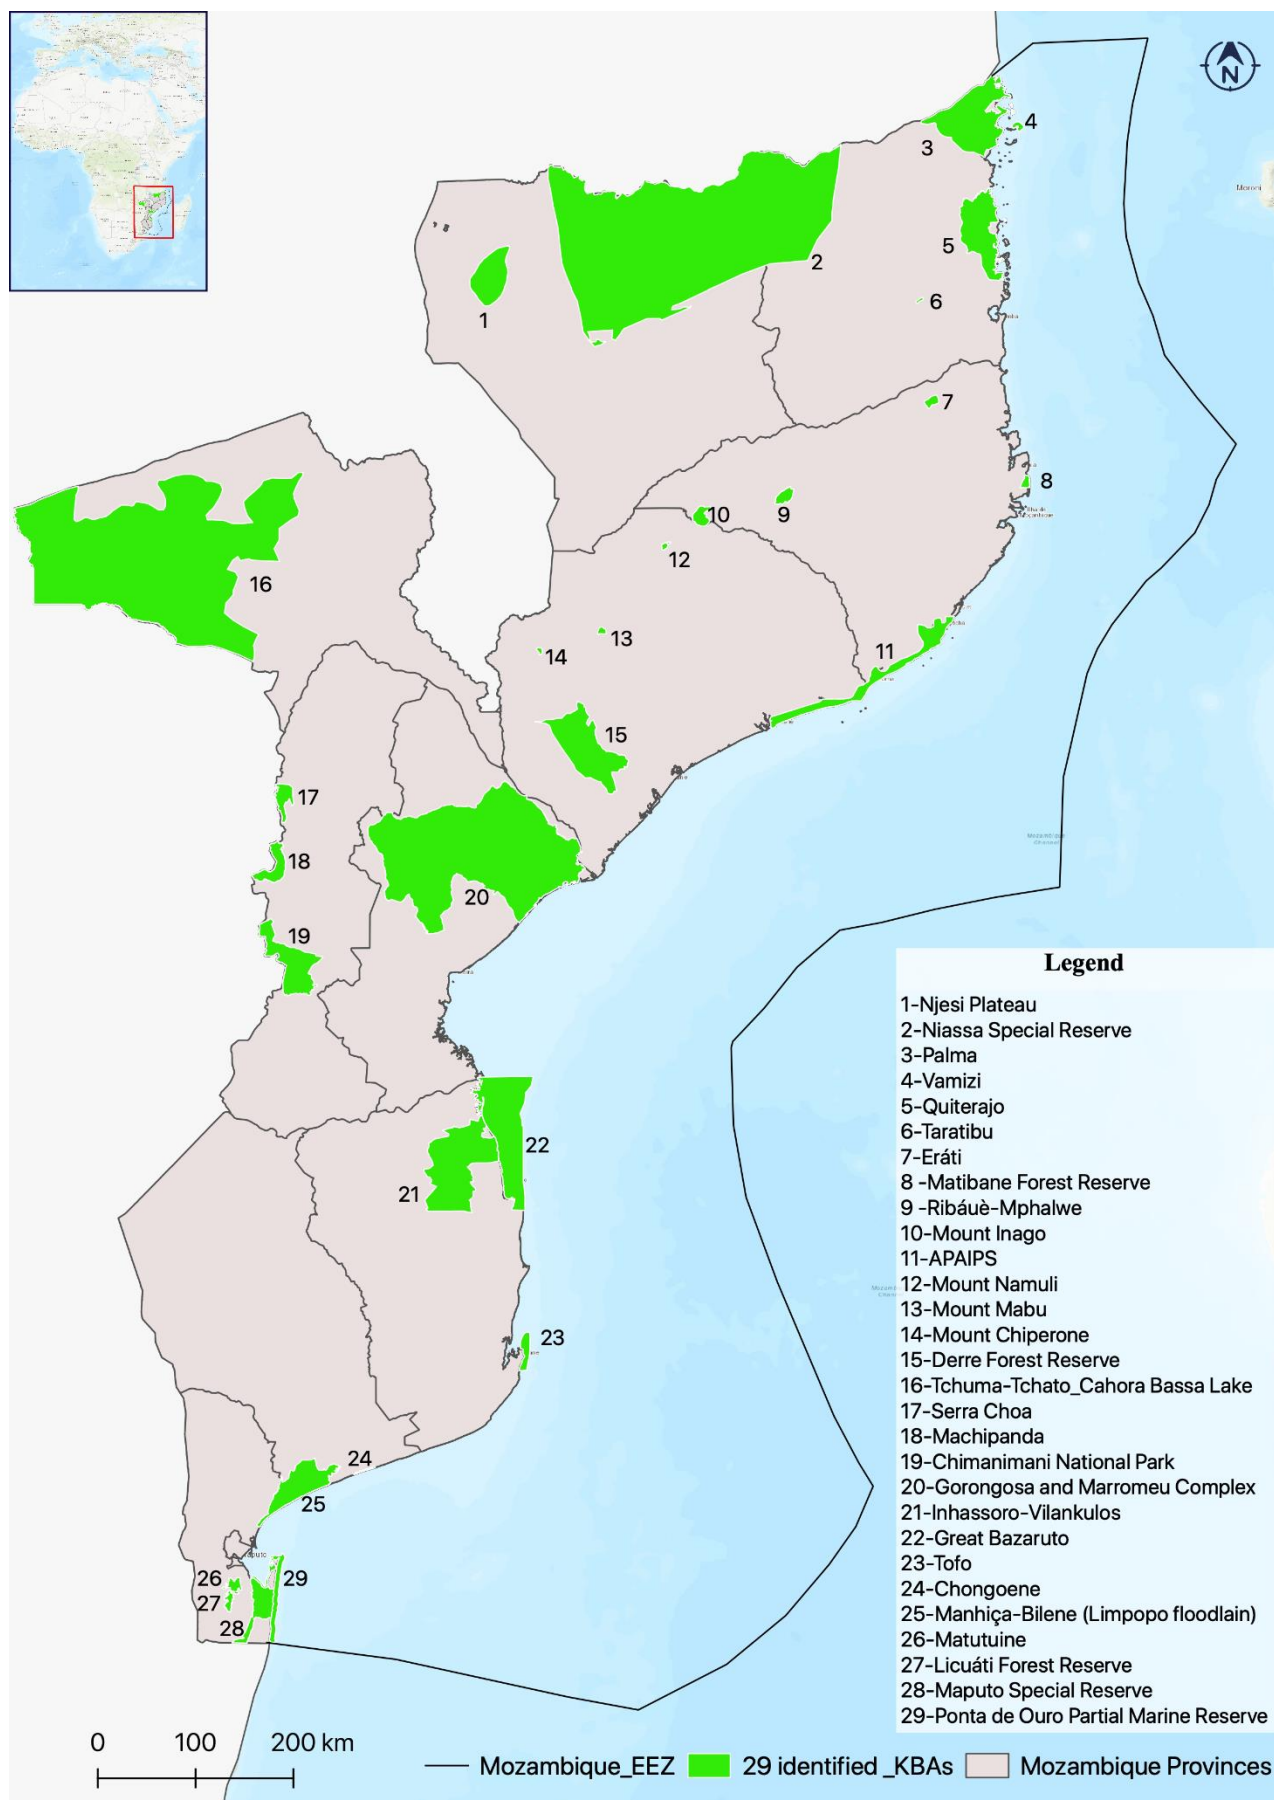 N
4
3
5
2
1
6
7
8
10
9
12
16
13
14
11
15
17
18
20
19
22
21
23
24
25
26
29
27
28
Moroni
Legend
1-Njesi Plateau
2-Niassa Special Reserve
3-Palma
4-Vamizi
5-Quiterajo
6-Taratibu
7-Eráti
8 -Matibane Forest Reserve
9 -Ribáuè-Mphalwe
10-Mount Inago
11-APAIPS
12-Mount Namuli
13-Mount Mabu
14-Mount Chiperone
15-Derre Forest Reserve
16-Tchuma-Tchato_Cahora Bassa Lake
17-Serra Choa
18-Machipanda
19-Chimanimani National Park
20-Gorongosa and Marromeu Complex
21-Inhassoro-Vilankulos
22-Great Bazaruto
23-Tofo
24-Chongoene
25-Manhiça-Bilene (Limpopo floodlain)
26-Matutuine
27-Licuáti Forest Reserve
28-Maputo Special Reserve
29-Ponta de Ouro Partial Marine Reserve
0 100 200 km
Mozambique_EEZ 29 identified _KBAs Mozambique Provinces